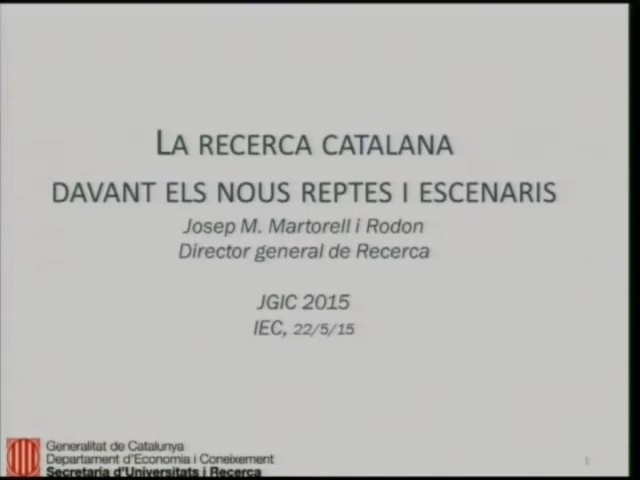 LA RECERCA CATALANA
DAVANT ELS NOUS REPTES I ESCENARIS
Josep M. Martorell i Rodon
Director general de Recerca
JGIC 2015
IEC, 22/5/15
Generalitat de Catalunya
Departament d'Economia i Coneixement
Secretaria d'Universitats i Recerca
1